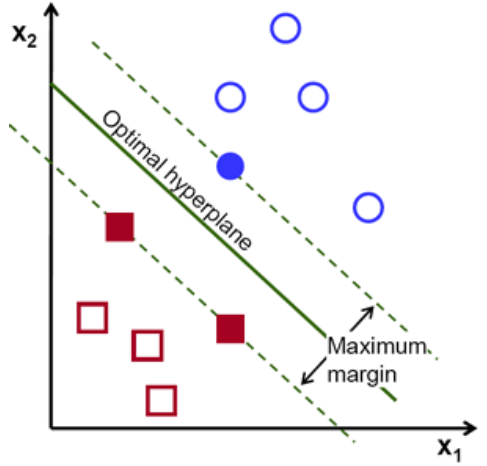 x2
Optimal hyperplane
Maximum
margin
x1